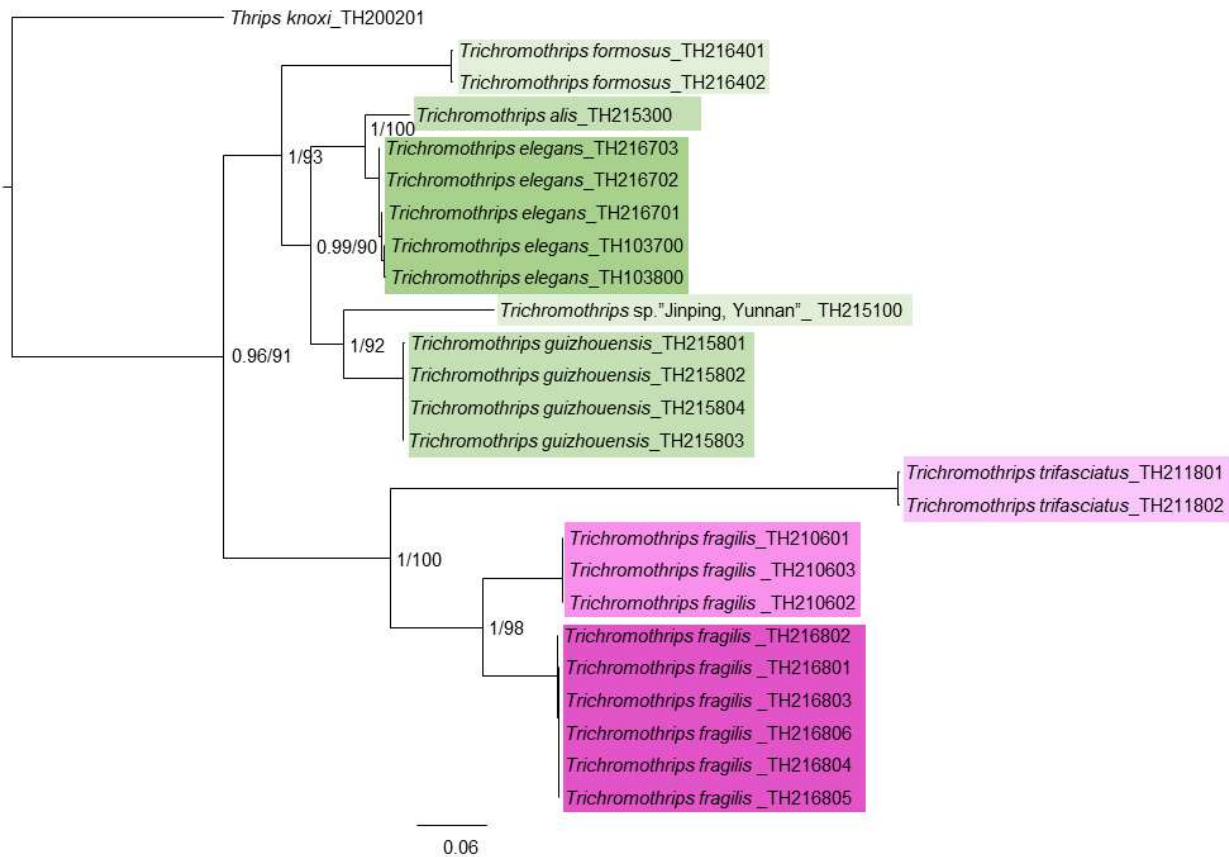 Thrips knoxi_TH200201
Trichromothrips formosus_TH216401
Trichromothrips formosus_TH216402
Trichromothrips alis_TH215300
1/100
Trichromothrips elegans_TH216703
1/93
Trichromothrips elegans_TH216702
Trichromothrips elegans_TH216701
0.99/90
Trichromothrips elegans_TH103700
Trichromothrips elegans_TH103800
Trichromothrips sp.”Jinping, Yunnan”_ TH215100
Trichromothrips guizhouensis_TH215801
1/92
0.96/91
Trichromothrips guizhouensis_TH215802
Trichromothrips guizhouensis_TH215804
Trichromothrips guizhouensis_TH215803
Trichromothrips trifasciatus_TH211801
Trichromothrips trifasciatus_TH211802
Trichromothrips fragilis_TH210601
1/100
Trichromothrips fragilis _TH210603
Trichromothrips fragilis _TH210602
1/98
Trichromothrips fragilis _TH216802
Trichromothrips fragilis _TH216801
Trichromothrips fragilis _TH216803
Trichromothrips fragilis _TH216806
Trichromothrips fragilis _TH216804
Trichromothrips fragilis _TH216805
0.06